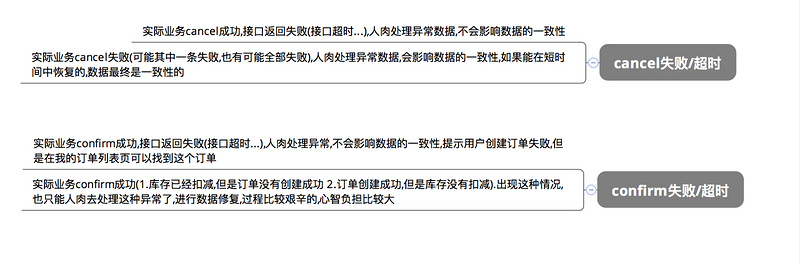 实际业务cancel成功,接口返回失败(接口超时...),人肉处理异常数据,不会影响数据的一致性
实际业务cancel失败(可能其中一条失败,也有可能全部失败),人肉处理异常数据,会影响数据的一致性,如果能在短时
间中恢复的,数据最终是一致性的
cancel失败/超时
实际业务confirm成功,接口返回失败(接口超时...),人肉处理异常,不会影响数据的一致性,提示用户创建订单失败,但
是在我的订单列表页可以找到这个订单
实际业务confirm成功(1.库存已经扣减,但是订单没有创建成功 2.订单创建成功,但是库存没有扣减).出现这种情况,
也只能人肉去处理这种异常了,进行数据修复,过程比较艰辛的,心智负担比较大
confirm失败/超时